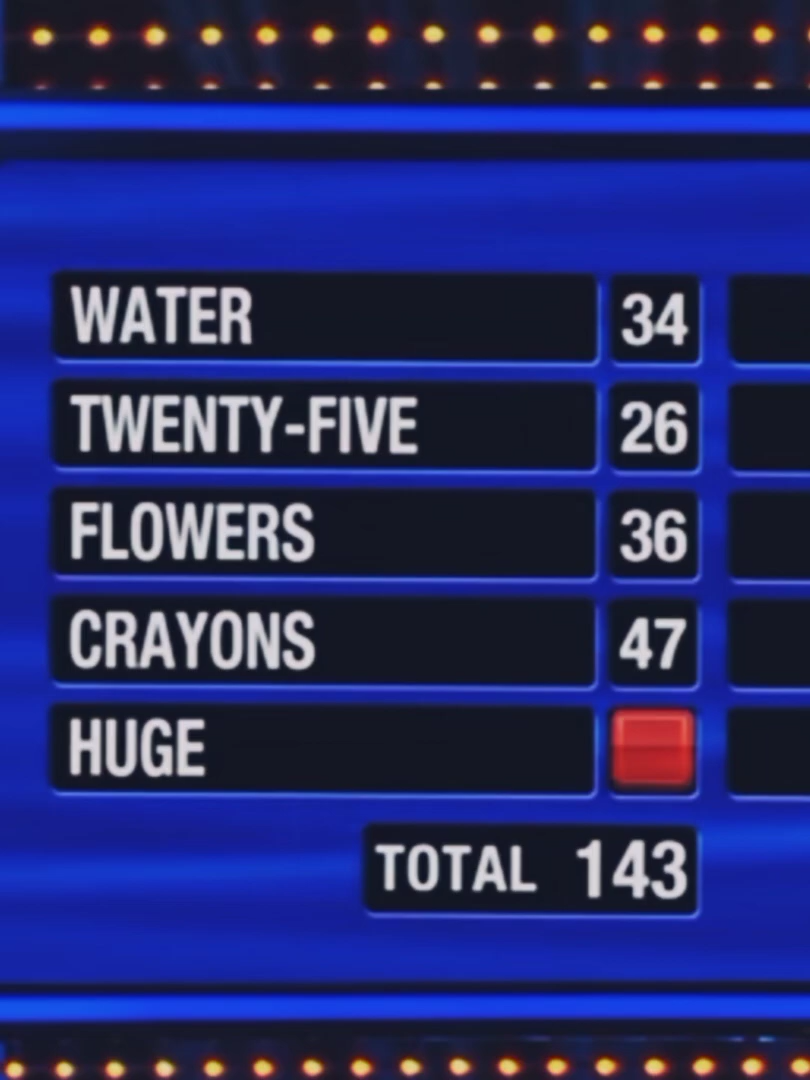 WATER 34
TWENTY-FIVE 26
FLOWERS 36
CRAYONS 47
HUGE
TOTAL 143